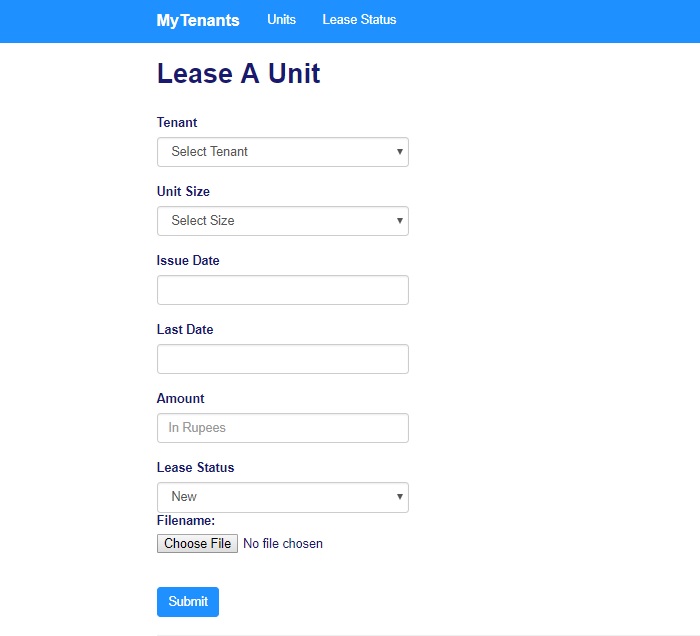 MyTenants Units Lease Status
Lease A Unit
Tenant
Select Tenant
Unit Size
Select Size
Issue Date
Last Date
Amount
In Rupees
Lease Status
New
Filename:
Choose File No file chosen
Submit